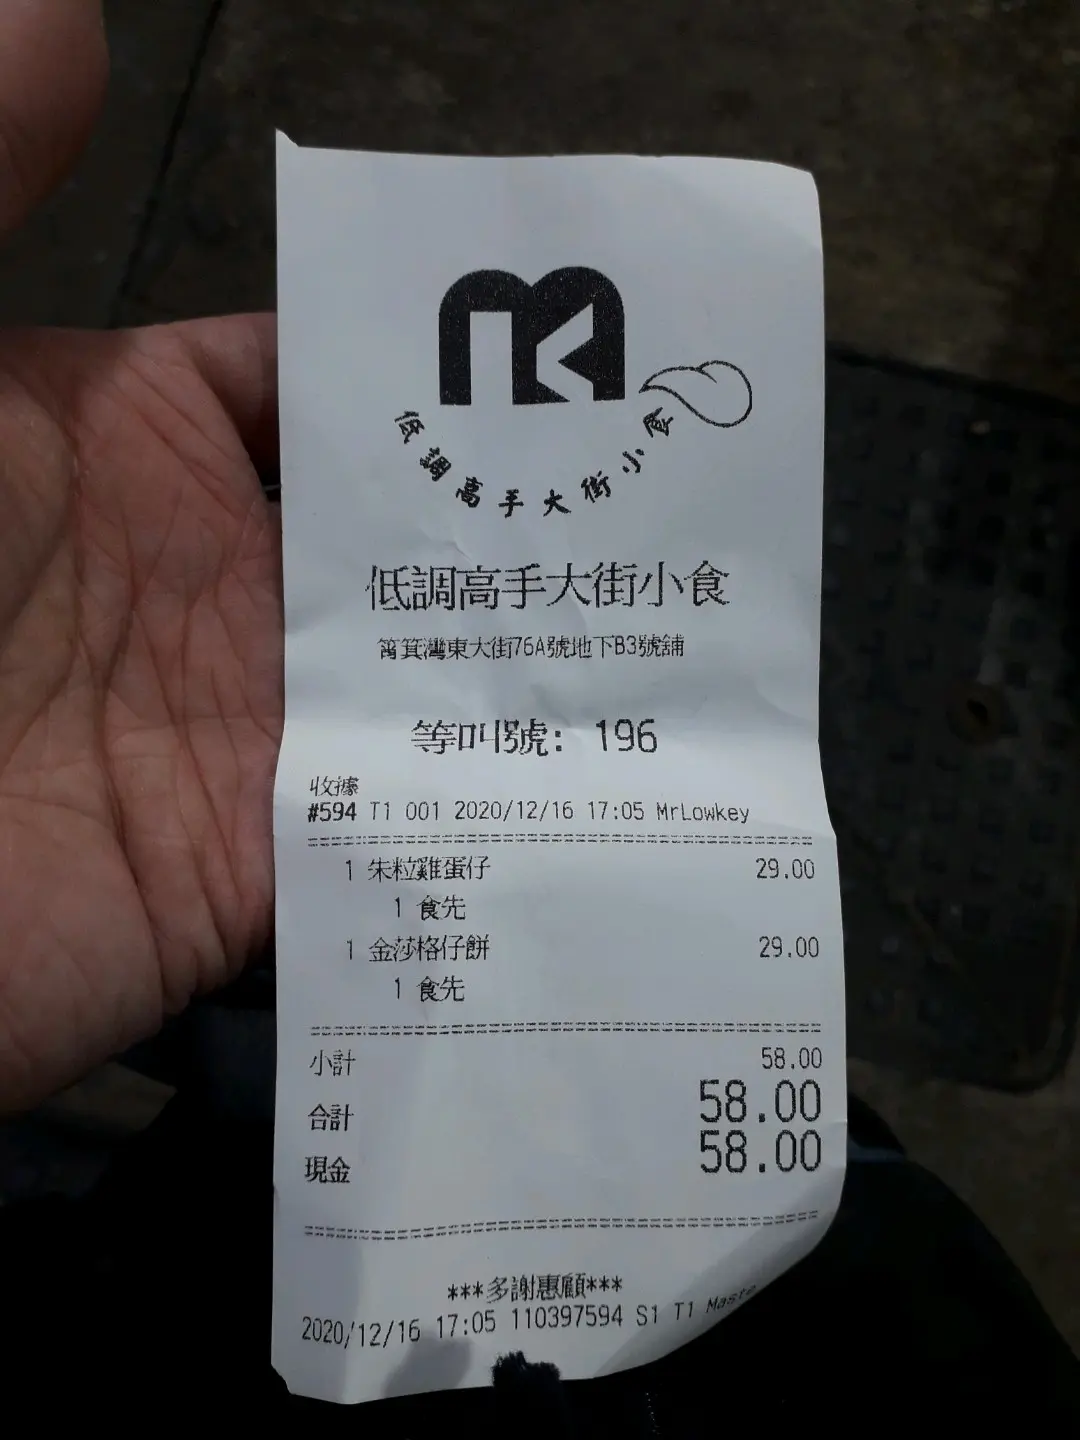 低調高手大街小食
低調高手大街小食
筲箕灣東大街76A號地下B3號舖
等叫號: 196
收據
#594 T1 001 2020/12/16 17:05 MrLowkey
1 朱粒雞蛋仔 29.00
1 食先
1 金莎格仔餅 29.00
1 食先
小計 58.00
合計 58.00
現金 58.00
***多謝惠顧***
2020/12/16 17:05 110397594 S1 T1 Maste